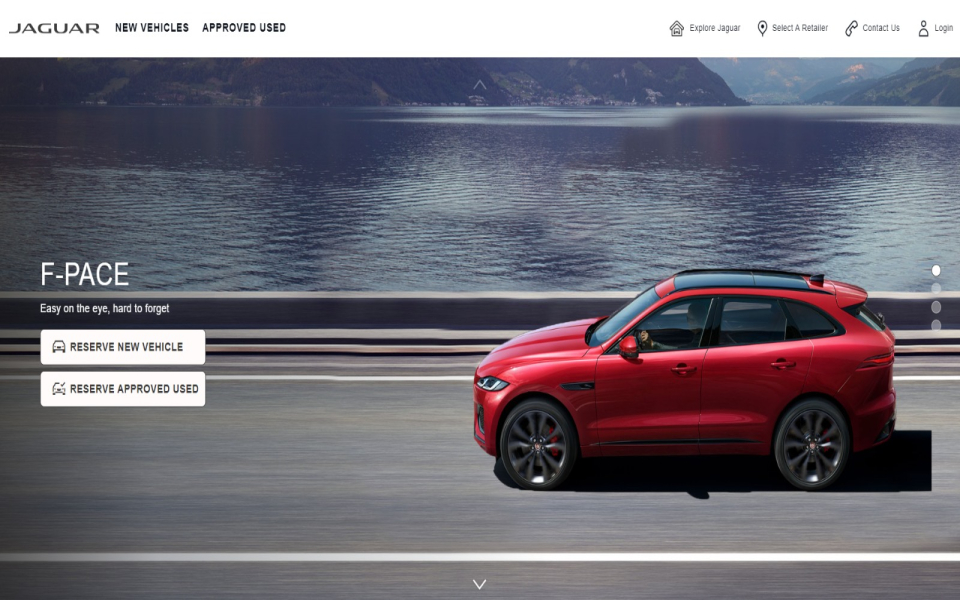 JAGUAR NEW VEHICLES APPROVED USED Explore Jaguar Select A Retailer Contact Us Login
F-PACE
Easy on the eye, hard to forget
RESERVE NEW VEHICLE
RESERVE APPROVED USED